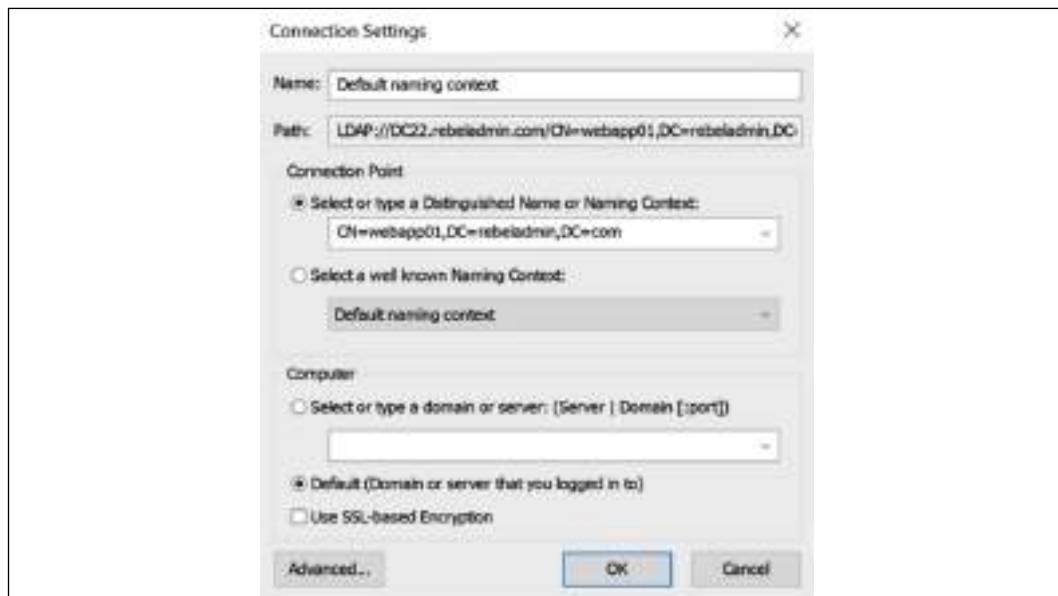 Connection Settings
Name: Default naming context
Path: LDAP://DC22.rebeladmin.com/CN=webapp01,DC=rebeladmin,DC=
Connection Point
Select or type a Distinguished Name or Naming Context:
CN=webapp01,DC=rebeladmin,DC=com
Select a well known Naming Context:
Default naming context
Computer
Select or type a domain or server: (Server | Domain [:port])
Default (Domain or server that you logged in to)
Use SSL-based Encryption
Advanced...
OK
Cancel